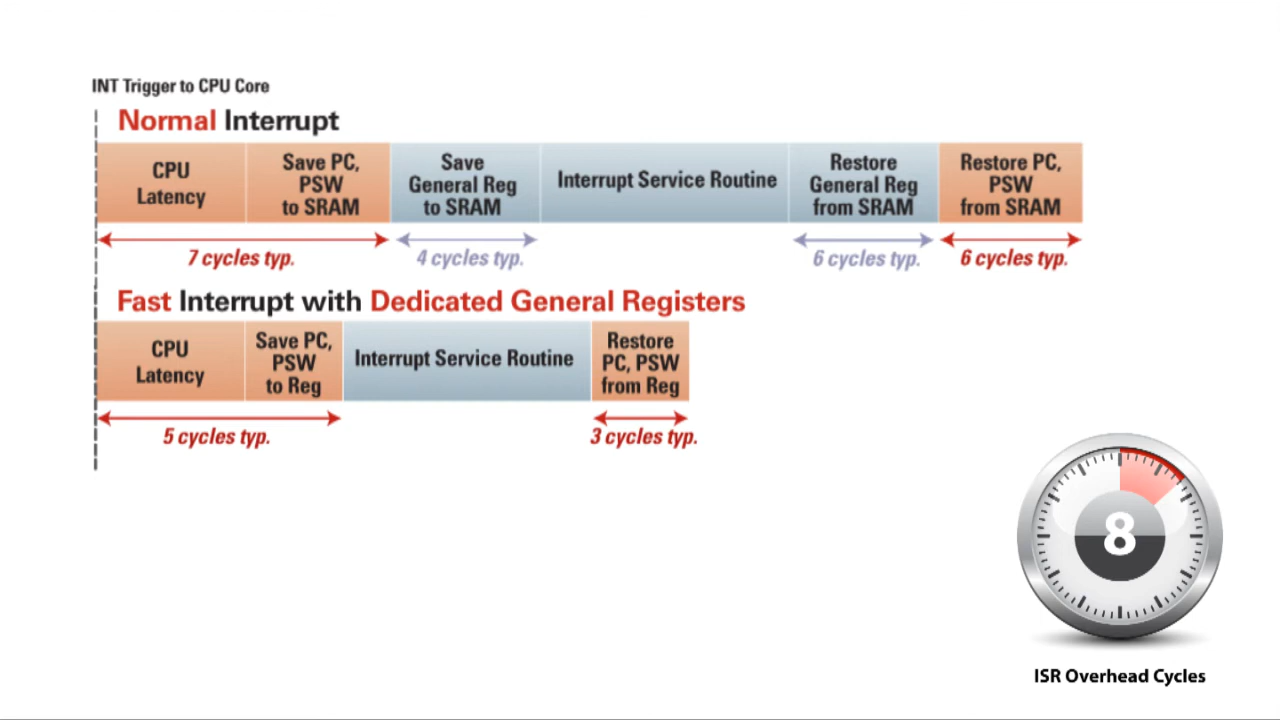 INT Trigger to CPU Core
Normal Interrupt
CPU
Latency
Save PC,
PSW
to SRAM
Save
General Reg
to SRAM
Interrupt Service Routine
Restore
General Reg
from SRAM
Restore PC,
PSW
from SRAM
7 cycles typ.
4 cycles typ.
6 cycles typ.
6 cycles typ.
Fast Interrupt with Dedicated General Registers
CPU
Latency
Save PC,
PSW
to Reg
Interrupt Service Routine
Restore
PC, PSW
from Reg
5 cycles typ.
3 cycles typ.
8
ISR Overhead Cycles